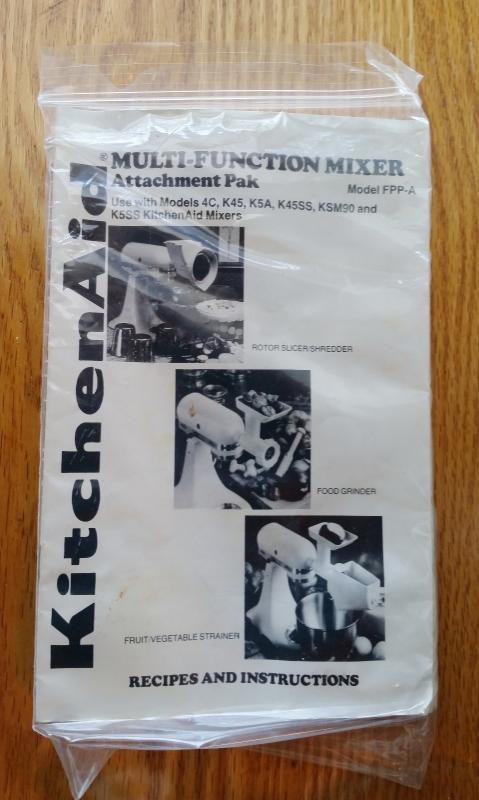 KitchenAid®
MULTI-FUNCTION MIXER
Attachment Pak
Model FPP-A
Use with Models 4C, K45, K5A, K45SS, KSM90 and
K5SS KitchenAid Mixers
ROTOR SLICER/SHREDDER
FOOD GRINDER
FRUIT/VEGETABLE STRAINER
RECIPES AND INSTRUCTIONS